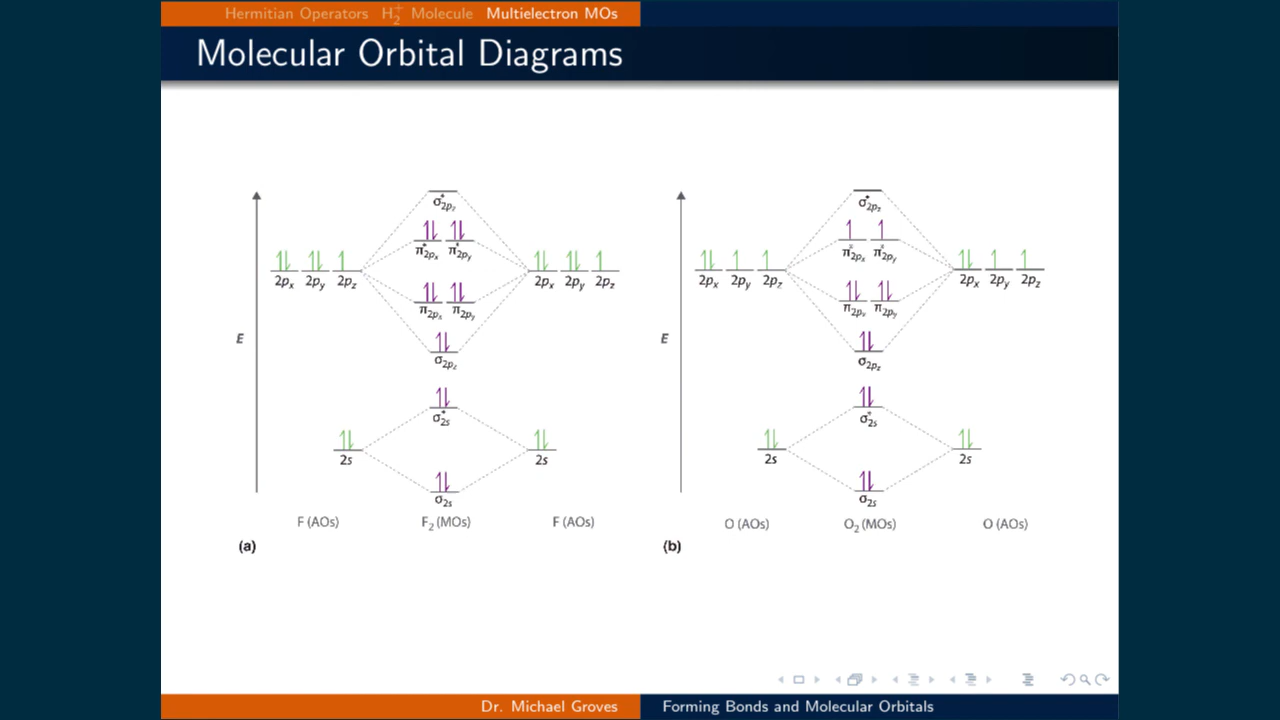 Hermitian Operators H₂⁺ Molecule Multielectron MOs
Molecular Orbital Diagrams
σ*2pz
π*2px π*2py
2px 2py 2pz 2px 2py 2pz
π2px π2py
E
σ2pz
σ*2s
2s 2s
σ2s
F (AOs) F₂ (MOs) F (AOs)
(a)
σ*2pz
π*2px π*2py
2px 2py 2pz 2px 2py 2pz
π2px π2py
E
σ2pz
σ*2s
2s 2s
σ2s
O (AOs) O₂ (MOs) O (AOs)
(b)
Dr. Michael Groves Forming Bonds and Molecular Orbitals